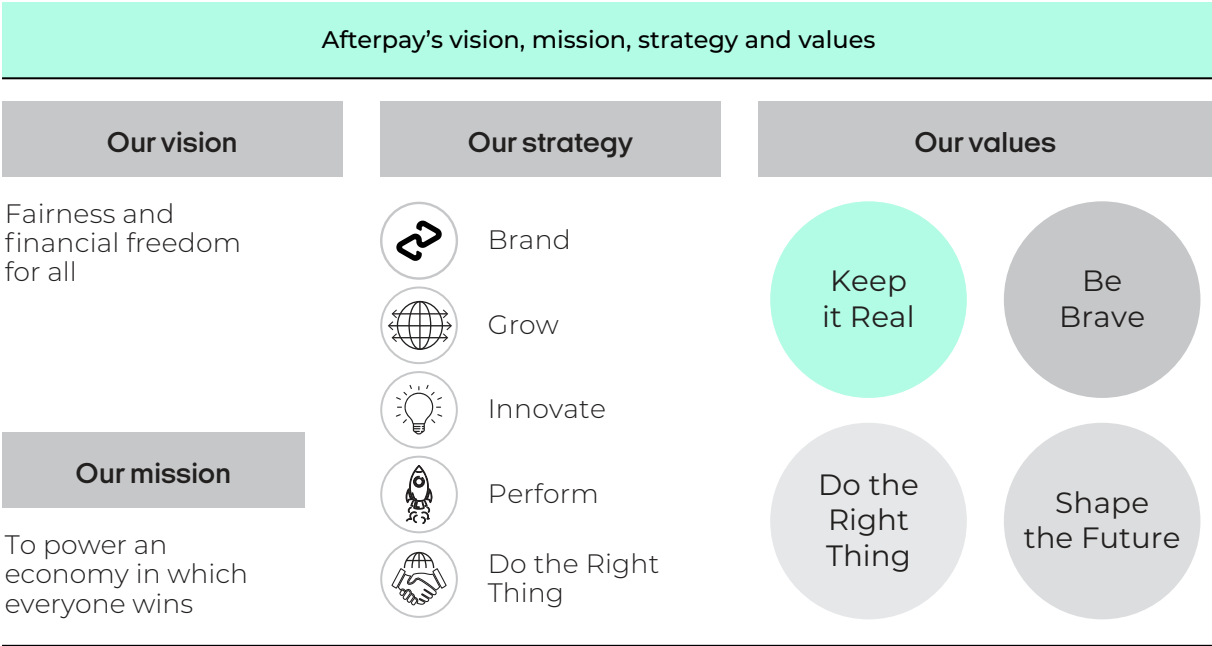 Afterpay’s vision, mission, strategy and values
Our vision
Fairness and
financial freedom
for all
Our mission
To power an
economy in which
everyone wins
Our strategy
Brand
Grow
Innovate
Perform
Do the Right
Thing
Our values
Keep
it Real
Be
Brave
Do the
Right
Thing
Shape
the Future